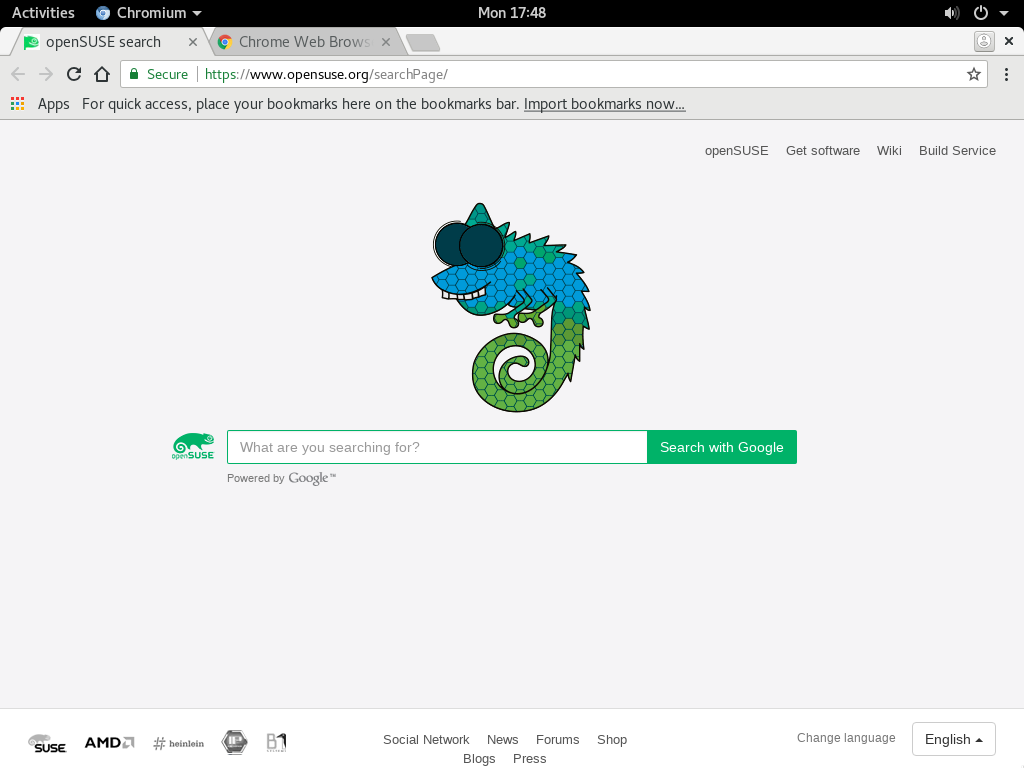 Activities Chromium Mon 17:48
openSUSE search Chrome Web Brows
Secure https://www.opensuse.org/searchPage/
Apps For quick access, place your bookmarks here on the bookmarks bar. Import bookmarks now...
openSUSE Get software Wiki Build Service
openSUSE What are you searching for? Search with Google
Powered by Google™
SUSE AMD # heinlein B1
Social Network News Forums Shop
Blogs Press
Change language English